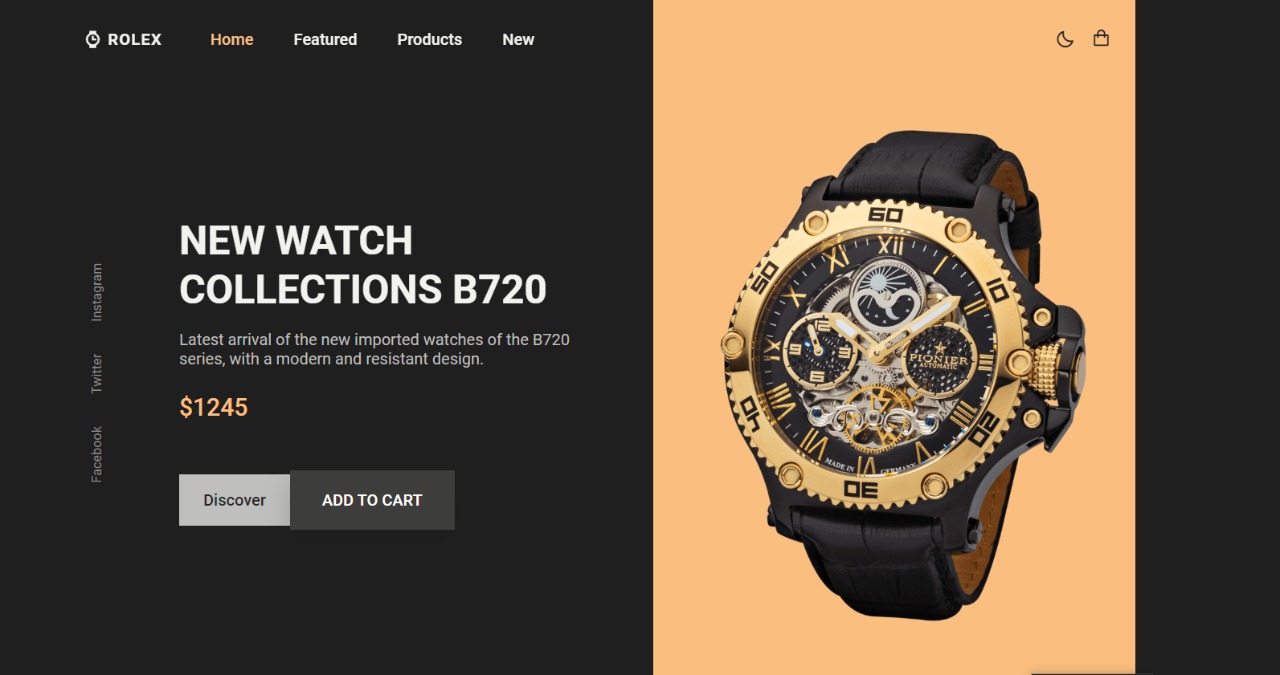 ROLEX Home Featured Products New
NEW WATCH
COLLECTIONS B720
Latest arrival of the new imported watches of the B720
series, with a modern and resistant design.
$1245
Discover ADD TO CART
Instagram
Twitter
Facebook
60
10
20
30
40
50
XII
PIONIER
AUTOMATIC
MADE IN GERMANY